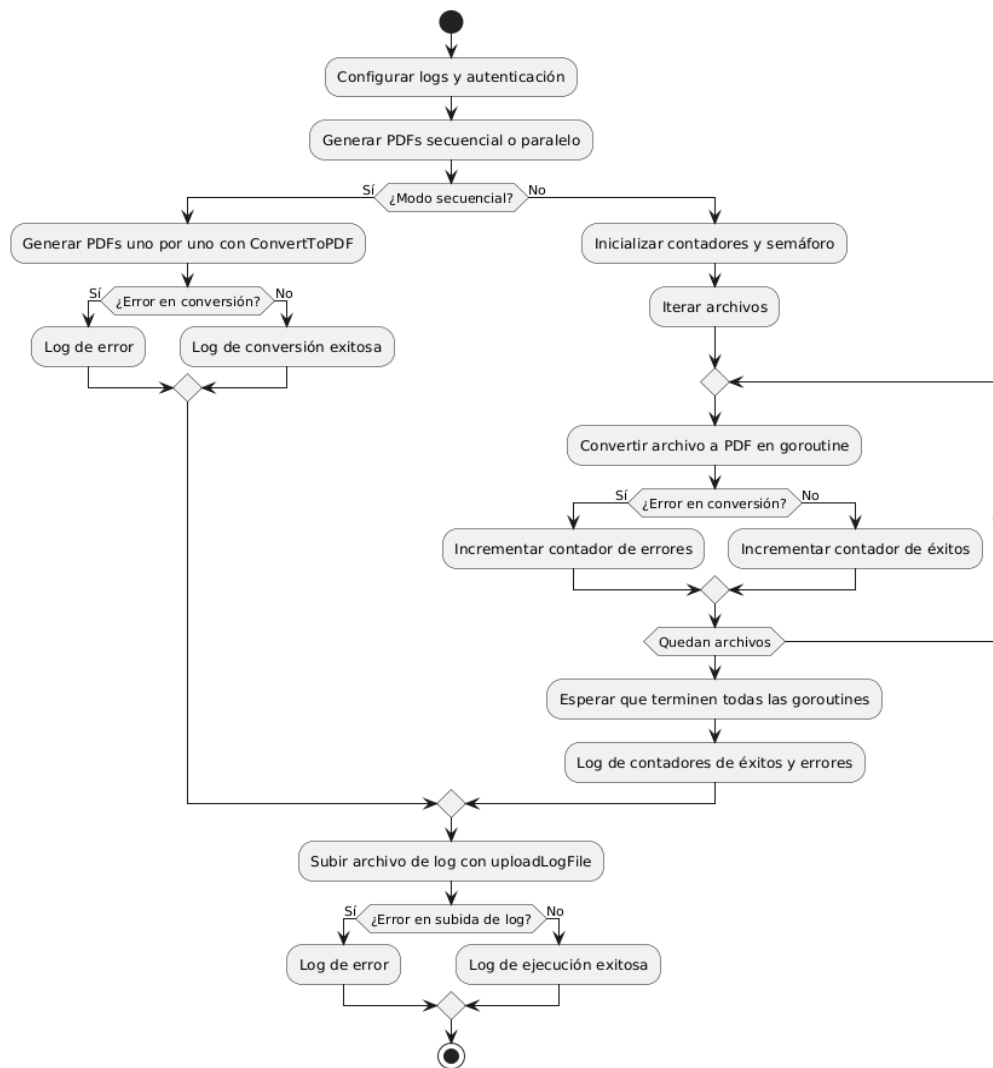 Configurar logs y autenticación
Generar PDFs secuencial o paralelo
Sí
¿Modo secuencial?
No
Generar PDFs uno por uno con ConvertToPDF
Sí
¿Error en conversión?
No
Log de error
Log de conversión exitosa
Inicializar contadores y semáforo
Iterar archivos
Convertir archivo a PDF en goroutine
Sí
¿Error en conversión?
No
Incrementar contador de errores
Incrementar contador de éxitos
Quedan archivos
Esperar que terminen todas las goroutines
Log de contadores de éxitos y errores
Subir archivo de log con uploadLogFile
Sí
¿Error en subida de log?
No
Log de error
Log de ejecución exitosa